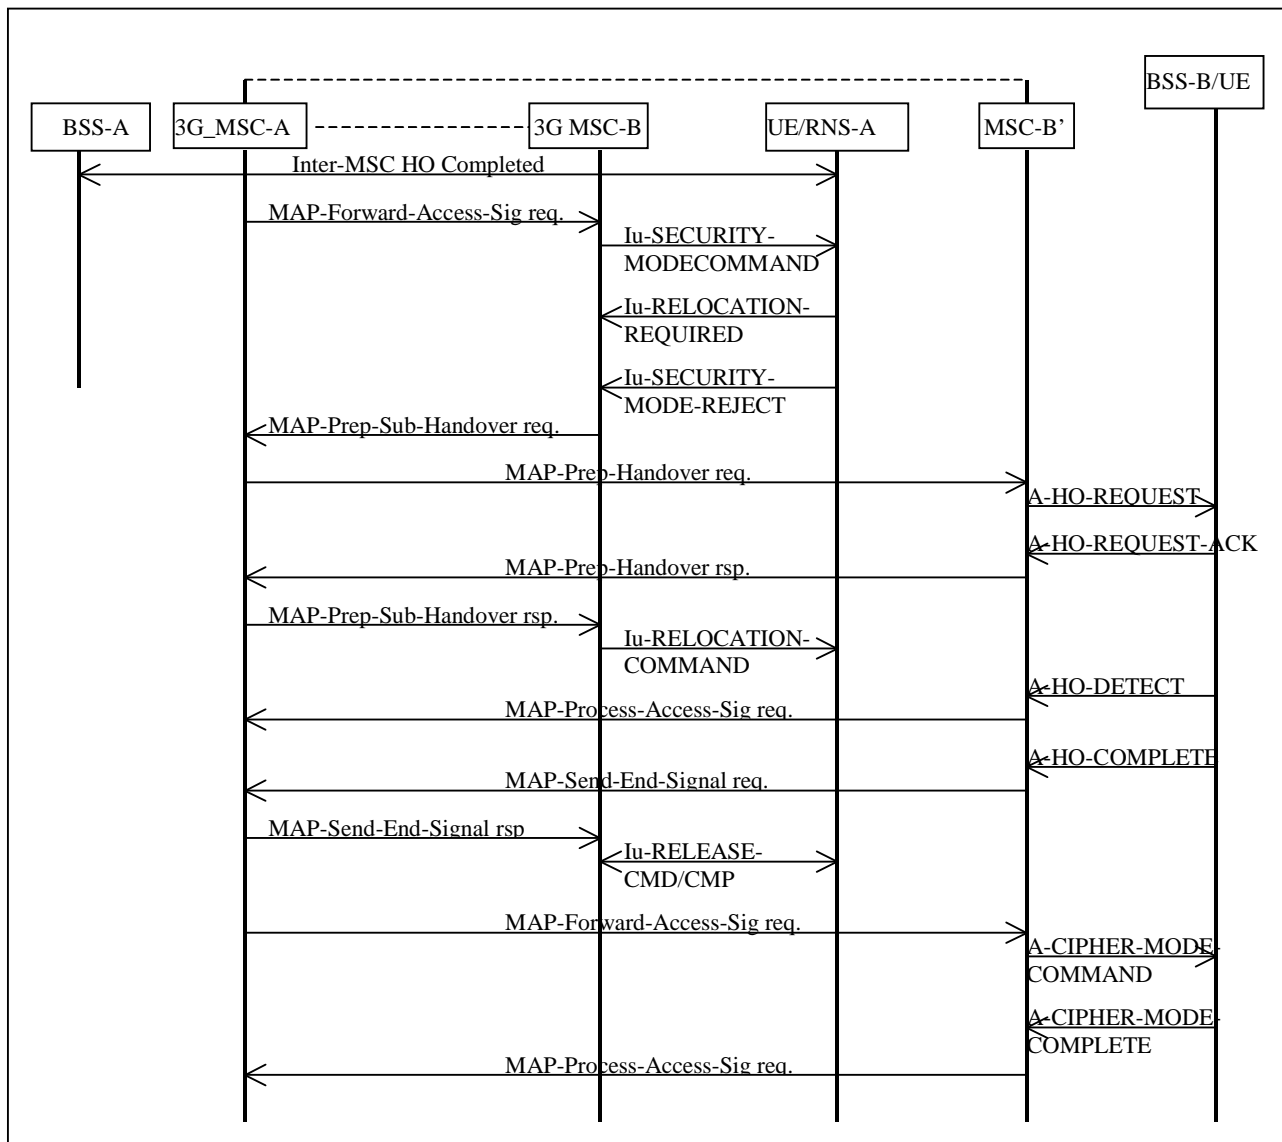 BSS-B/UE
BSS-A
3G_MSC-A
3G MSC-B
UE/RNS-A
MSC-B’
Inter-MSC HO Completed
MAP-Forward-Access-Sig req.
Iu-SECURITY-
MODECOMMAND
Iu-RELOCATION-
REQUIRED
Iu-SECURITY-
MODE-REJECT
MAP-Prep-Sub-Handover req.
MAP-Prep-Handover req.
A-HO-REQUEST
A-HO-REQUEST-ACK
MAP-Prep-Handover rsp.
MAP-Prep-Sub-Handover rsp.
Iu-RELOCATION-
COMMAND
A-HO-DETECT
MAP-Process-Access-Sig req.
A-HO-COMPLETE
MAP-Send-End-Signal req.
MAP-Send-End-Signal rsp
Iu-RELEASE-
CMD/CMP
MAP-Forward-Access-Sig req.
A-CIPHER-MODE-
COMMAND
A-CIPHER-MODE-
COMPLETE
MAP-Process-Access-Sig req.